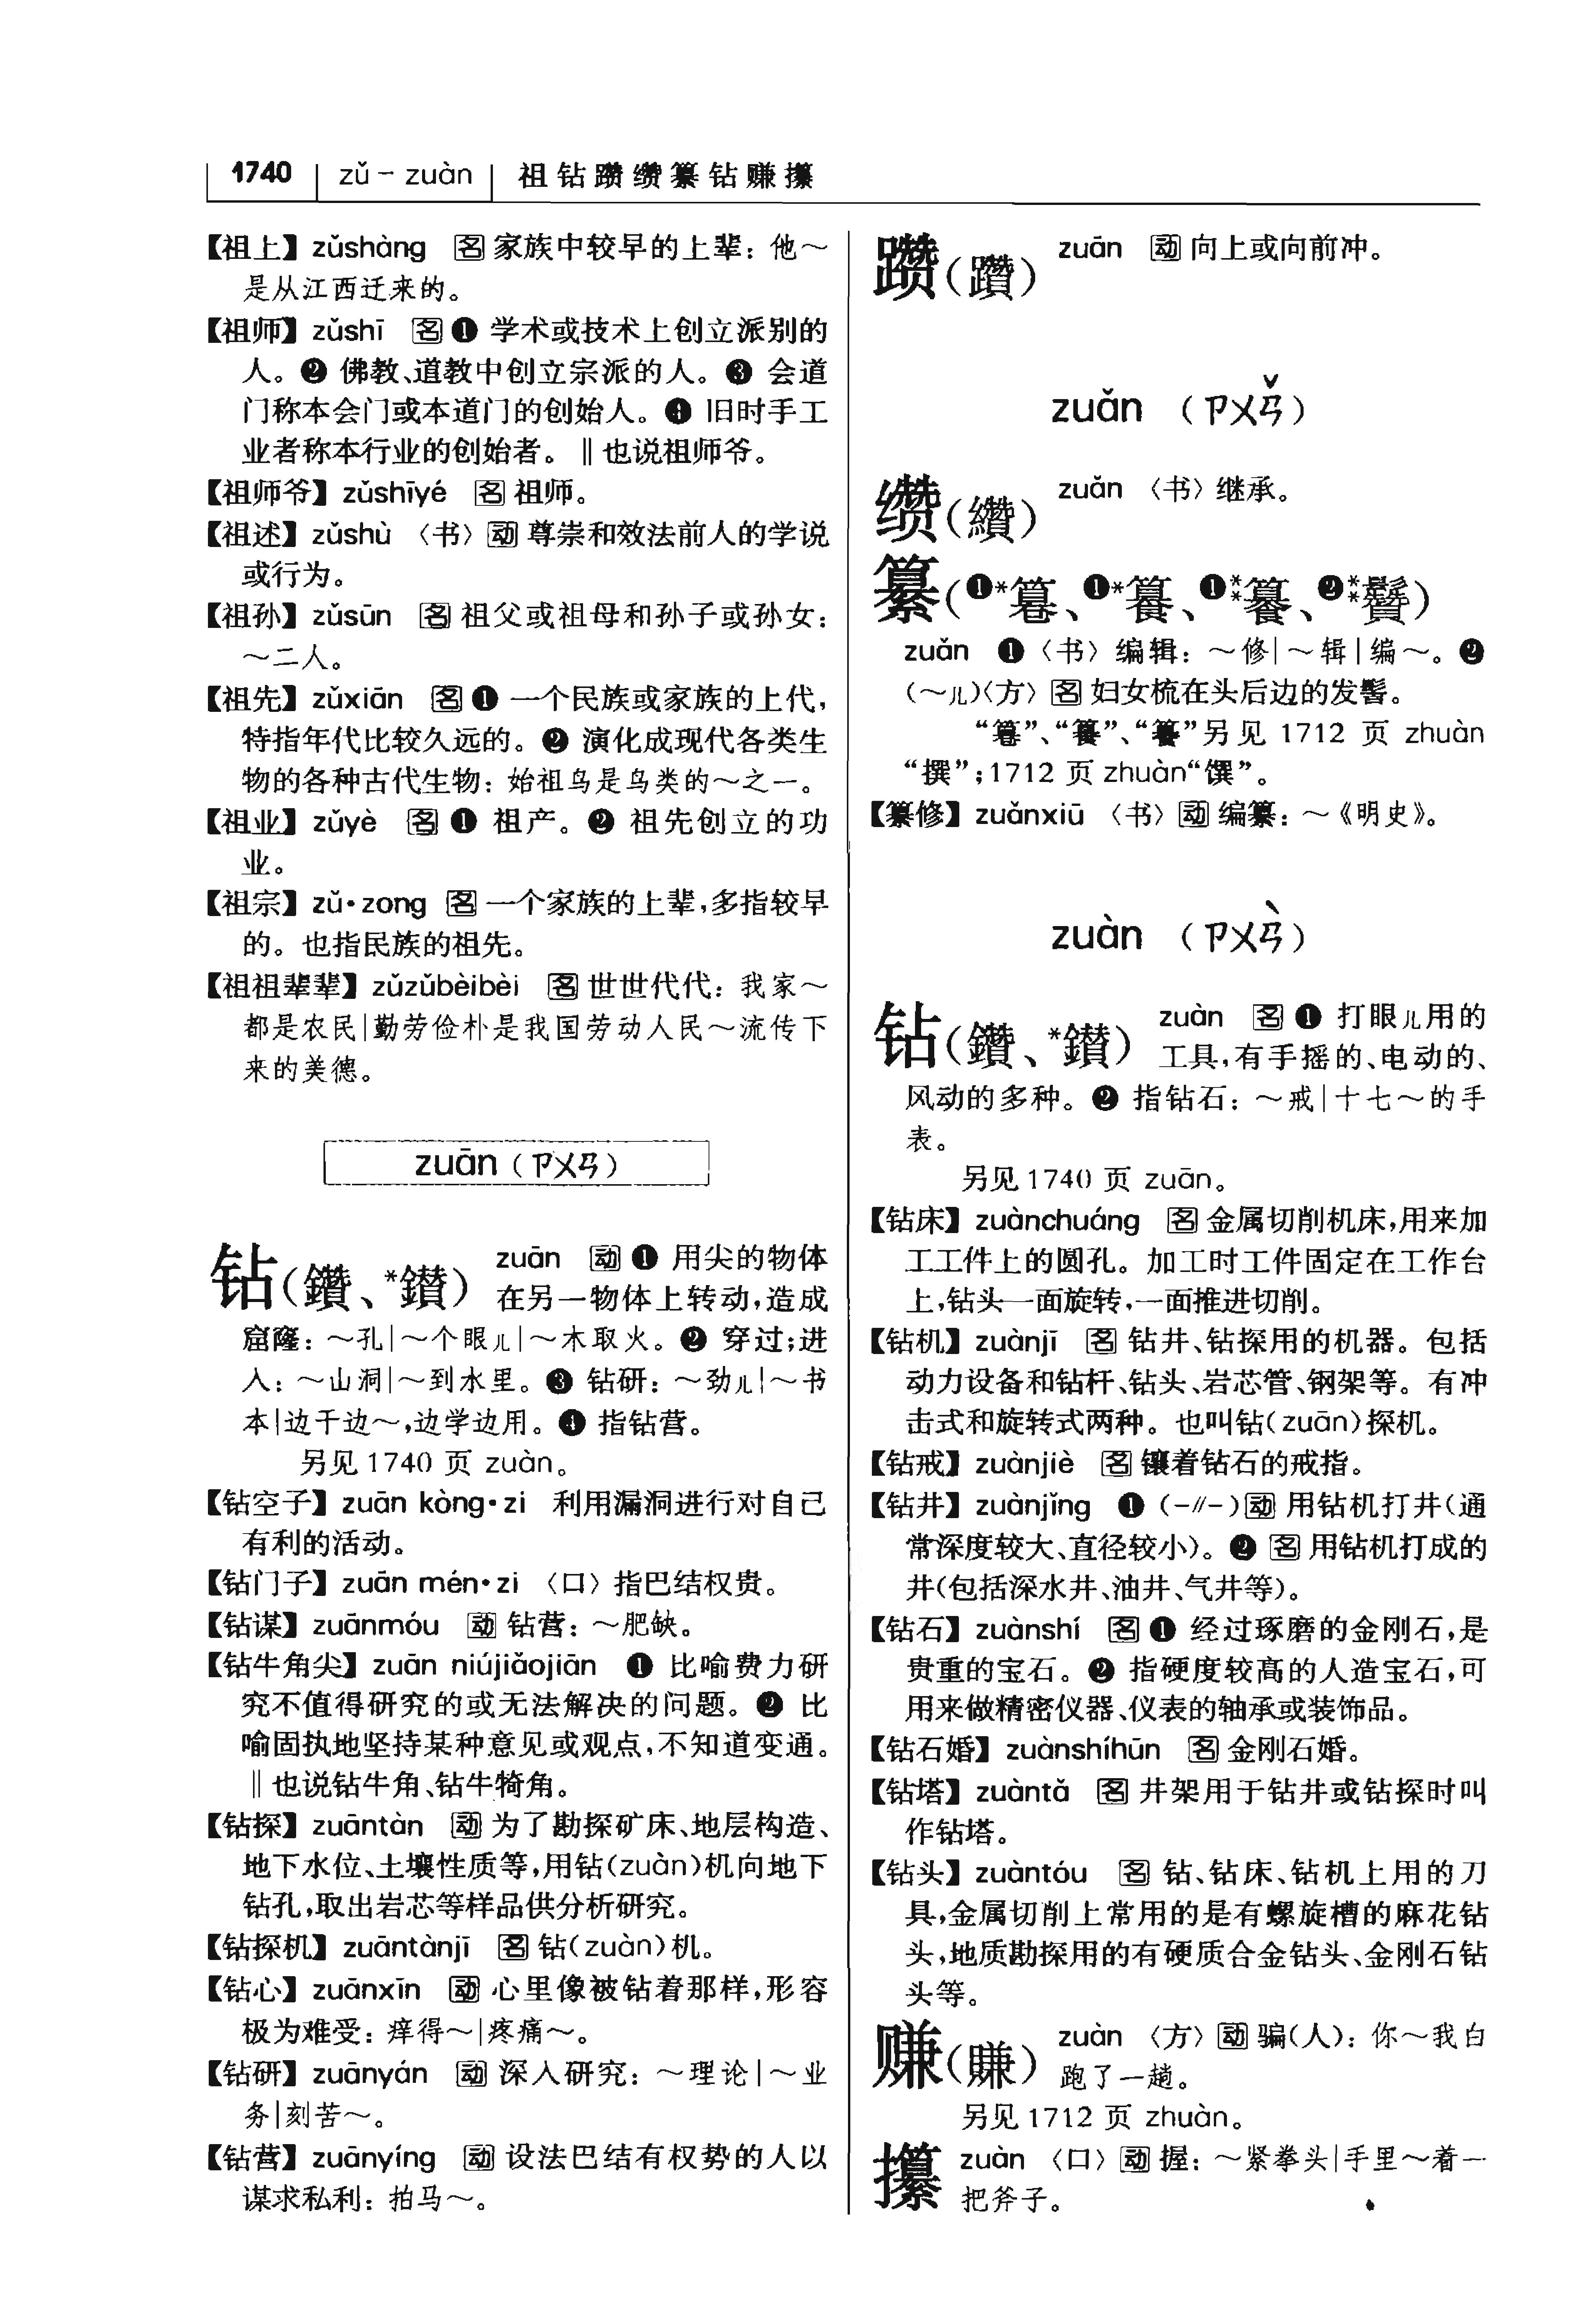 1740 zǔ – zuàn 祖钻躜缵纂钻赚攥
【祖上】 zǔshàng 名 家族中较早的上辈：他～
是从江西迁来的。
【祖师】 zǔshī 名 ❶ 学术或技术上创立派别的
人。❷ 佛教、道教中创立宗派的人。❸ 会道
门称本会门或本道门的创始人。❹ 旧时手工
业者称本行业的创始者。‖也说祖师爷。
【祖师爷】 zǔshīyé 名 祖师。
【祖述】 zǔshù 〈书〉 动 尊崇和效法前人的学说
或行为。
【祖孙】 zǔsūn 名 祖父或祖母和孙子或孙女：
～二人。
【祖先】 zǔxiān 名 ❶ 一个民族或家族的上代，
特指年代比较久远的。❷ 演化成现代各类生
物的各种古代生物：始祖鸟是鸟类的～之一。
【祖业】 zǔyè 名 ❶ 祖产。❷ 祖先创立的功
业。
【祖宗】 zǔ·zong 名 一个家族的上辈，多指较早
的。也指民族的祖先。
【祖祖辈辈】 zǔzǔbèibèi 名 世世代代：我家～
都是农民|勤劳俭朴是我国劳动人民～流传下
来的美德。
zuān（ㄗㄨㄢ）
钻(鑽、*鑚) zuān 动 ❶ 用尖的物体
在另一物体上转动，造成
窟窿：～孔|～个眼儿|～木取火。❷ 穿过；进
入：～山洞|～到水里。❸ 钻研：～劲儿|～书
本|边干边～，边学边用。❹ 指钻营。
另见1740 页 zuàn。
【钻空子】 zuān kòng·zi 利用漏洞进行对自己
有利的活动。
【钻门子】 zuān mén·zi 〈口〉指巴结权贵。
【钻谋】 zuānmóu 动 钻营：～肥缺。
【钻牛角尖】 zuān niújiǎojiān ❶ 比喻费力研
究不值得研究的或无法解决的问题。❷ 比
喻固执地坚持某种意见或观点，不知道变通。
‖也说钻牛角、钻牛犄角。
【钻探】 zuāntàn 动 为了勘探矿床、地层构造、
地下水位、土壤性质等，用钻(zuàn)机向地下
钻孔，取出岩芯等样品供分析研究。
【钻探机】 zuāntànjī 名 钻(zuàn)机。
【钻心】 zuānxīn 动 心里像被钻着那样，形容
极为难受：痒得～|疼痛～。
【钻研】 zuānyán 动 深入研究：～理论|～业
务|刻苦～。
【钻营】 zuānyíng 动 设法巴结有权势的人以
谋求私利：拍马～。
躜(躦) zuān 动 向上或向前冲。
zuǎn （ㄗㄨㄢˇ）
缵(纘) zuǎn 〈书〉继承。
纂(❶*篹、❶*籑、❶**䉵、❷**䰖)
zuǎn ❶〈书〉编辑：～修|～辑|编～。❷
(～儿)〈方〉名 妇女梳在头后边的发髻。
“篹”、“籑”、“䉵”另见 1712 页 zhuàn
“撰”；1712 页 zhuàn“馔”。
【纂修】 zuǎnxiū 〈书〉 动 编纂：～《明史》。
zuàn （ㄗㄨㄢˋ）
钻(鑽、*鑚) zuàn 名 ❶ 打眼儿用的
工具，有手摇的、电动的、
风动的多种。❷ 指钻石：～戒|十七～的手
表。
另见1740 页 zuān。
【钻床】 zuànchuáng 名 金属切削机床，用来加
工工件上的圆孔。加工时工件固定在工作台
上，钻头一面旋转，一面推进切削。
【钻机】 zuànjī 名 钻井、钻探用的机器。包括
动力设备和钻杆、钻头、岩芯管、钢架等。有冲
击式和旋转式两种。也叫钻(zuān)探机。
【钻戒】 zuànjiè 名 镶着钻石的戒指。
【钻井】 zuànjǐng ❶ (-//-) 动 用钻机打井(通
常深度较大、直径较小)。❷ 名 用钻机打成的
井(包括深水井、油井、气井等)。
【钻石】 zuànshí 名 ❶ 经过琢磨的金刚石，是
贵重的宝石。❷ 指硬度较高的人造宝石，可
用来做精密仪器、仪表的轴承或装饰品。
【钻石婚】 zuànshíhūn 名 金刚石婚。
【钻塔】 zuàntǎ 名 井架用于钻井或钻探时叫
作钻塔。
【钻头】 zuàntóu 名 钻、钻床、钻机上用的刀
具，金属切削上常用的是有螺旋槽的麻花钻
头，地质勘探用的有硬质合金钻头、金刚石钻
头等。
赚(賺) zuàn 〈方〉 动 骗(人)：你～我白
跑了一趟。
另见1712 页 zhuàn。
攥 zuàn 〈口〉 动 握：～紧拳头|手里～着一
把斧子。